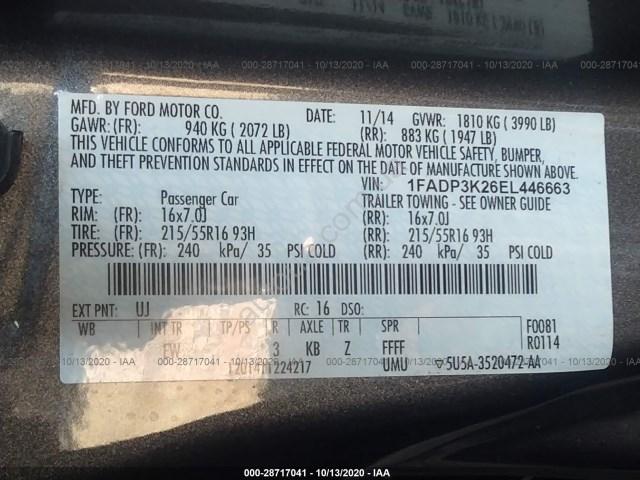 MFD. BY FORD MOTOR CO. DATE: 11/14 GVWR: 1810 KG ( 3990 LB)
GAWR: (FR): 940 KG ( 2072 LB) (RR): 883 KG ( 1947 LB)
THIS VEHICLE CONFORMS TO ALL APPLICABLE FEDERAL MOTOR VEHICLE SAFETY, BUMPER,
AND THEFT PREVENTION STANDARDS IN EFFECT ON THE DATE OF MANUFACTURE SHOWN ABOVE.
VIN: 1FADP3K26EL446663
TYPE: Passenger Car TRAILER TOWING - SEE OWNER GUIDE
RIM: (FR): 16x7.0J (RR): 16x7.0J
TIRE: (FR): 215/55R16 93H (RR): 215/55R16 93H
PRESSURE: (FR): 240 kPa/ 35 PSI COLD (RR): 240 kPa/ 35 PSI COLD
EXT PNT: UJ RC: 16 DSO:
WB INT TR TP/PS R AXLE TR SPR F0081
3 KB Z FFFF R0114
UMU ▽5U5A-3520472-AA
000-28717041 - 10/13/2020 - IAA